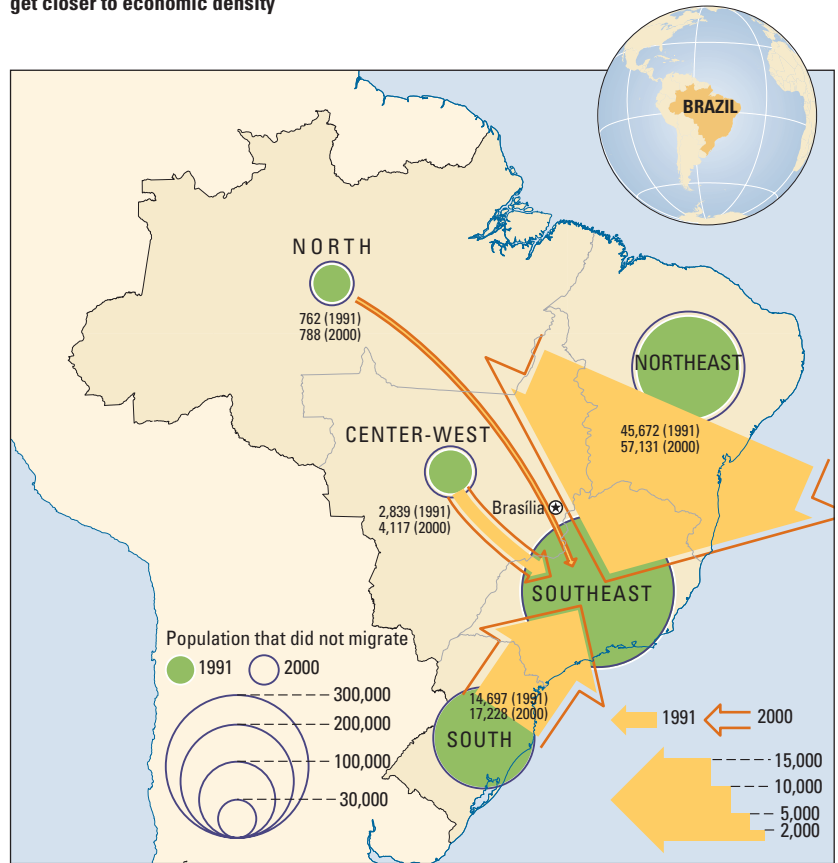 get closer to economic density
BRAZIL
NORTH
762 (1991)
788 (2000)
NORTHEAST
45,672 (1991)
57,131 (2000)
CENTER-WEST
2,839 (1991)
4,117 (2000)
Brasília
SOUTHEAST
Population that did not migrate
1991 2000
300,000
200,000
100,000
30,000
14,697 (1991)
17,228 (2000)
SOUTH
1991 2000
15,000
10,000
5,000
2,000